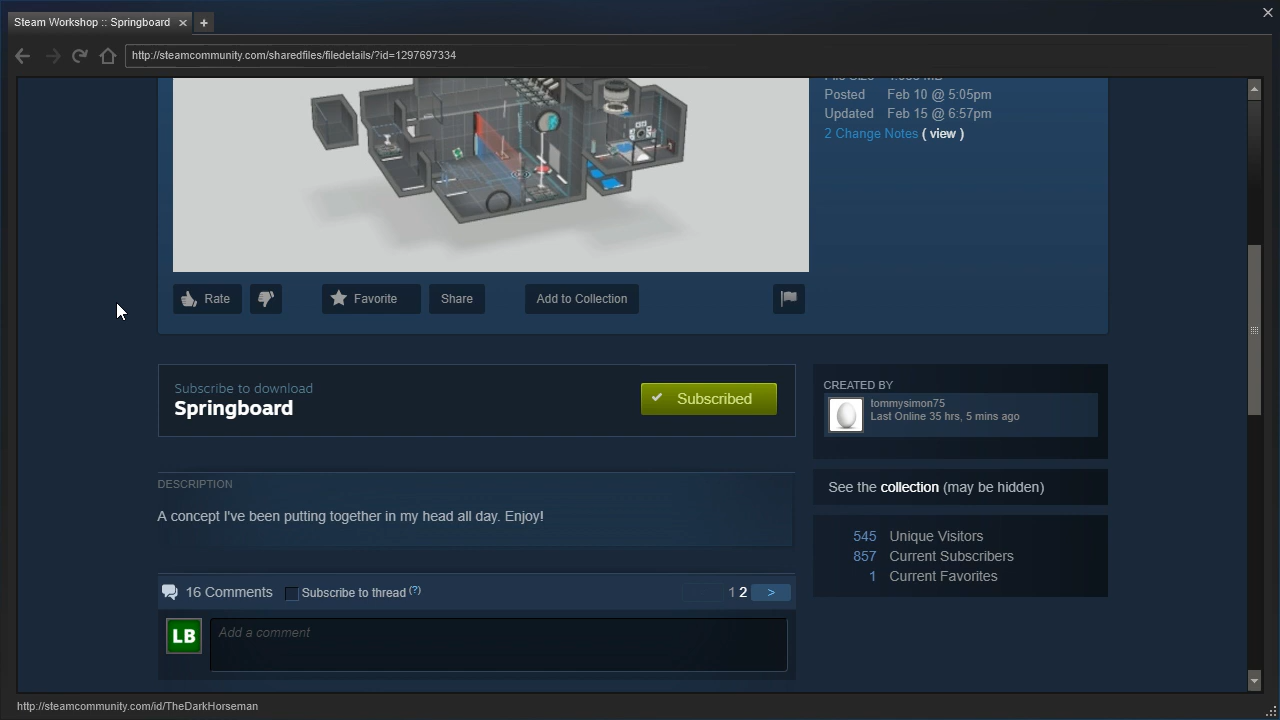 Steam Workshop :: Springboard
http://steamcommunity.com/sharedfiles/filedetails/?id=1297697334
Posted Feb 10 @ 5:05pm
Updated Feb 15 @ 6:57pm
2 Change Notes ( view )
Rate
Favorite
Share
Add to Collection
Subscribe to download
Springboard
Subscribed
CREATED BY
tommysimon75
Last Online 35 hrs, 5 mins ago
See the collection (may be hidden)
545 Unique Visitors
857 Current Subscribers
1 Current Favorites
DESCRIPTION
A concept I've been putting together in my head all day. Enjoy!
16 Comments
Subscribe to thread (?)
1 2 >
LB
Add a comment
http://steamcommunity.com/id/TheDarkHorseman